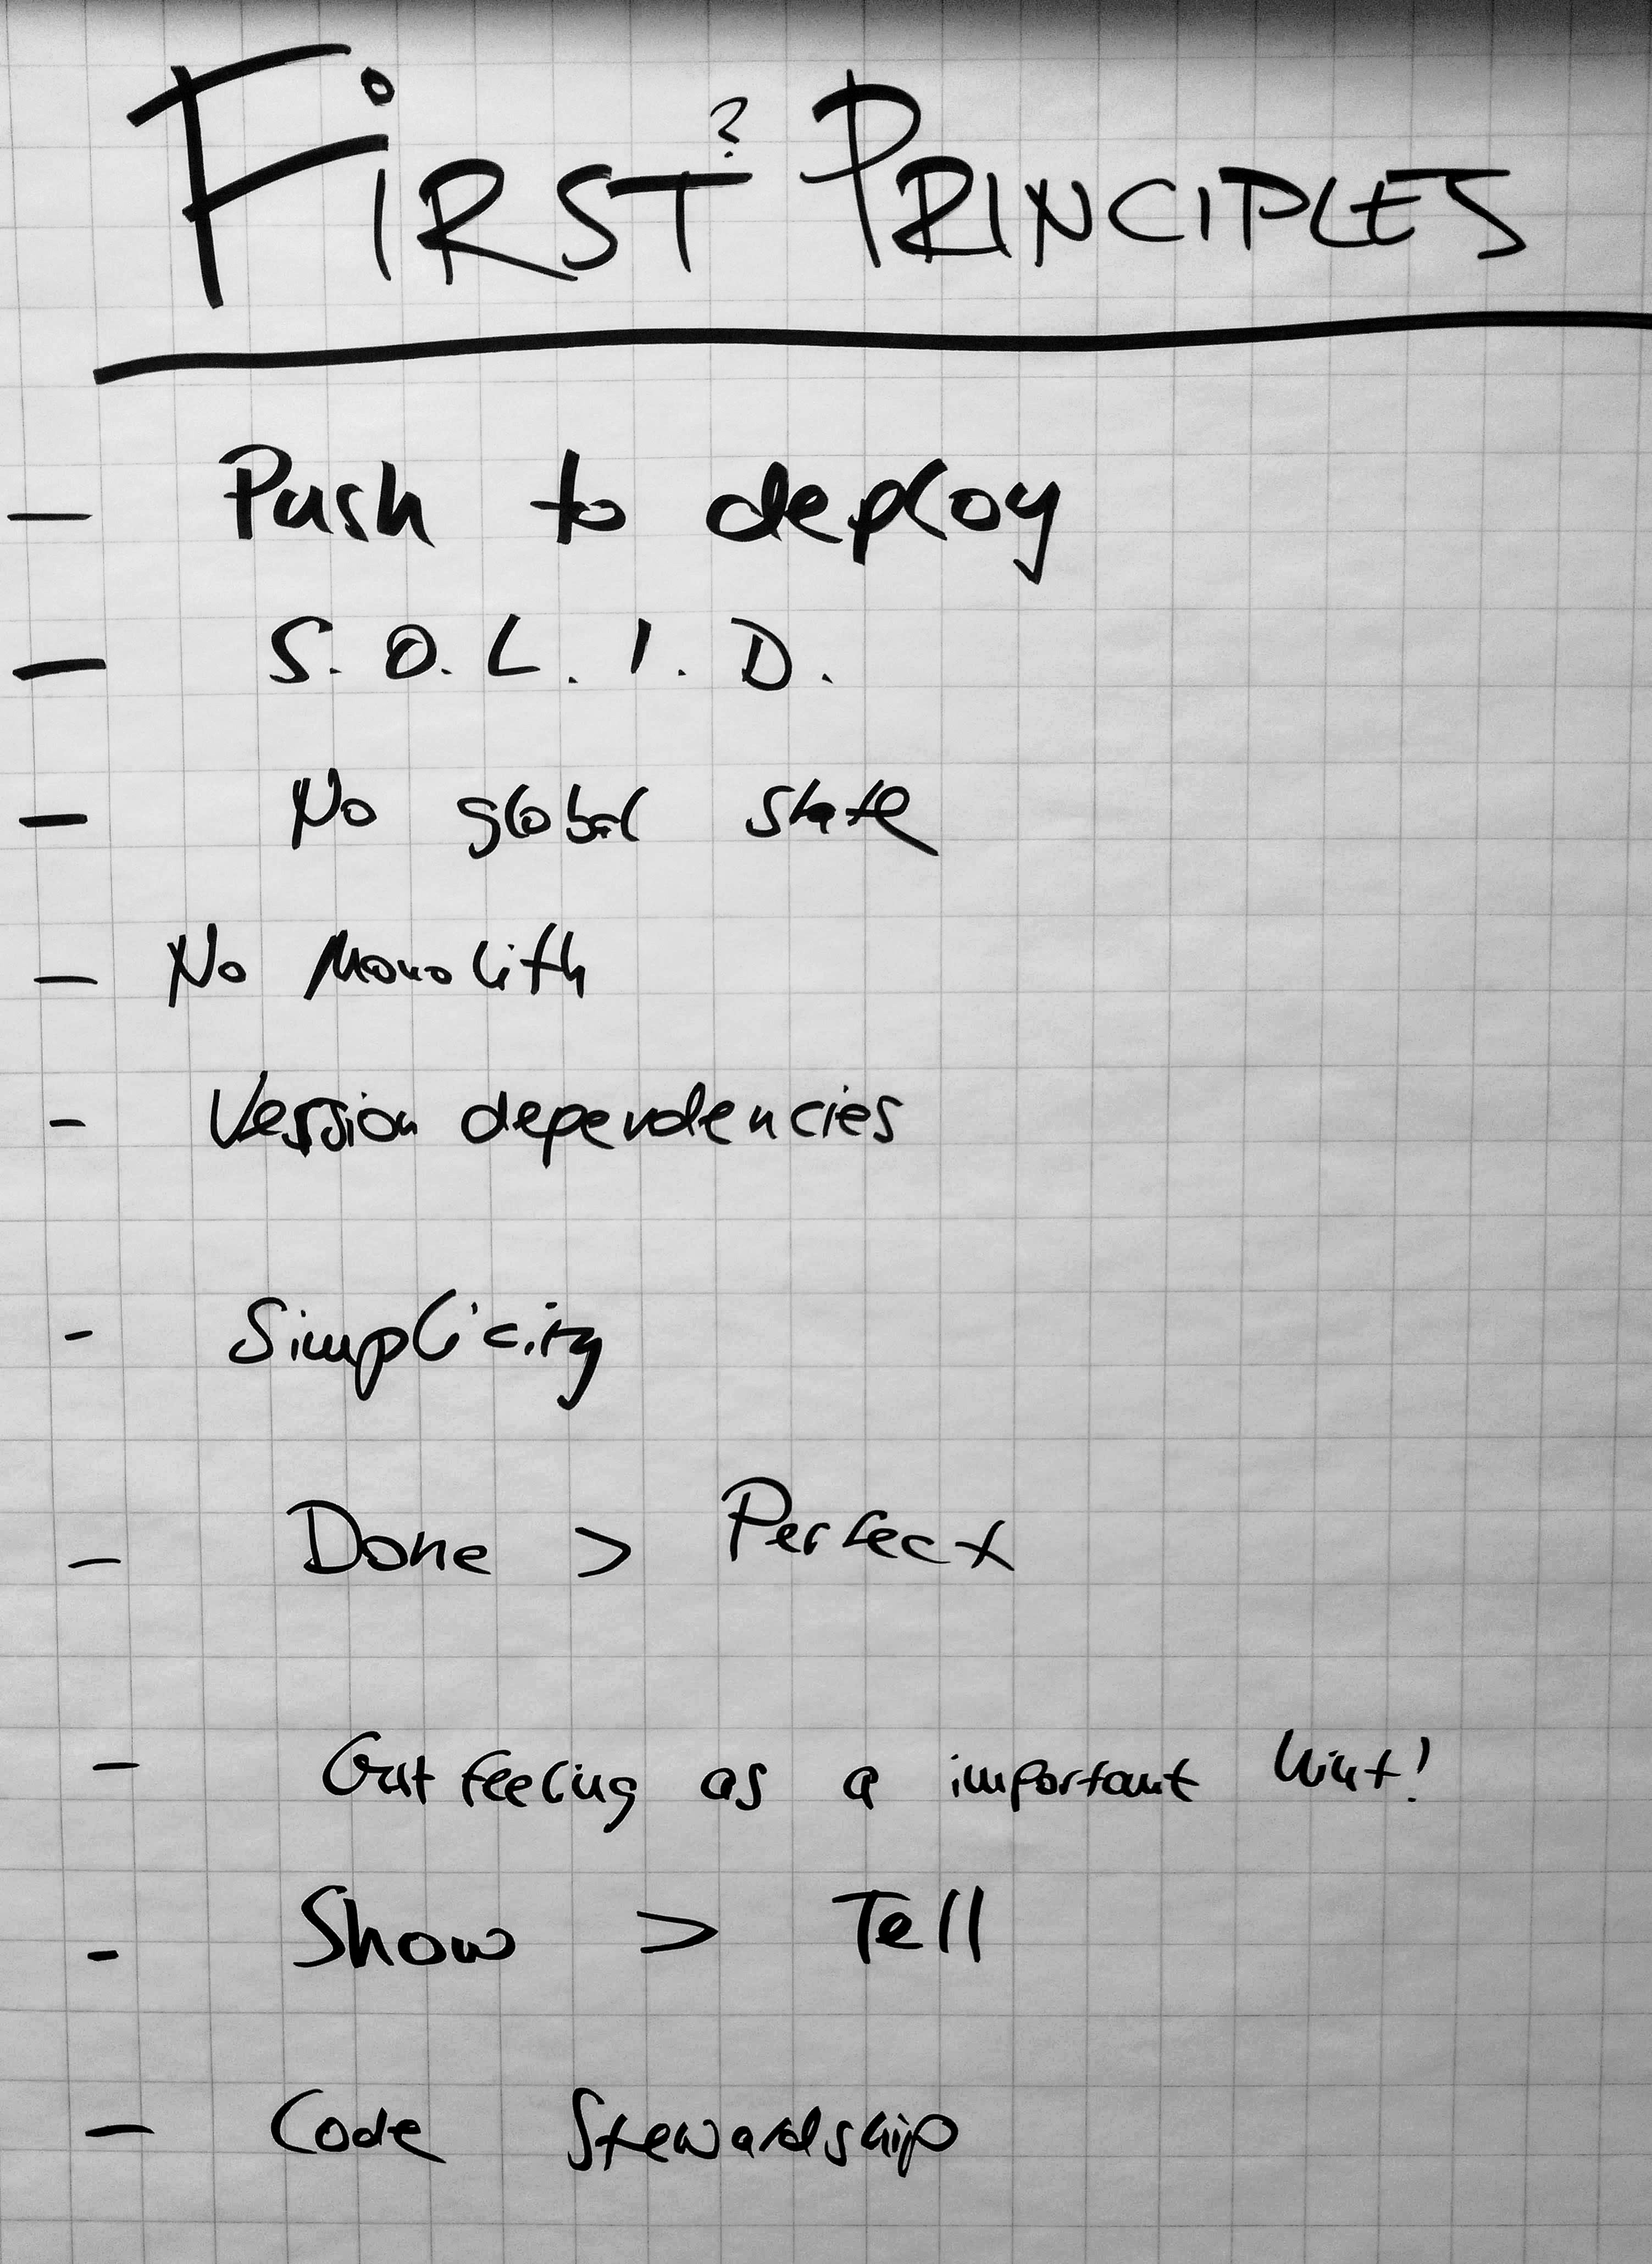 FiRST? PRINCIPLES
– Push to deploy
– S.O.L.I.D.
– No global state
– No Monolith
– Version dependencies
– Simplicity
– Done > Perfect
– Gut feeling as a important hint!
– Show > Tell
– Code Stewardship